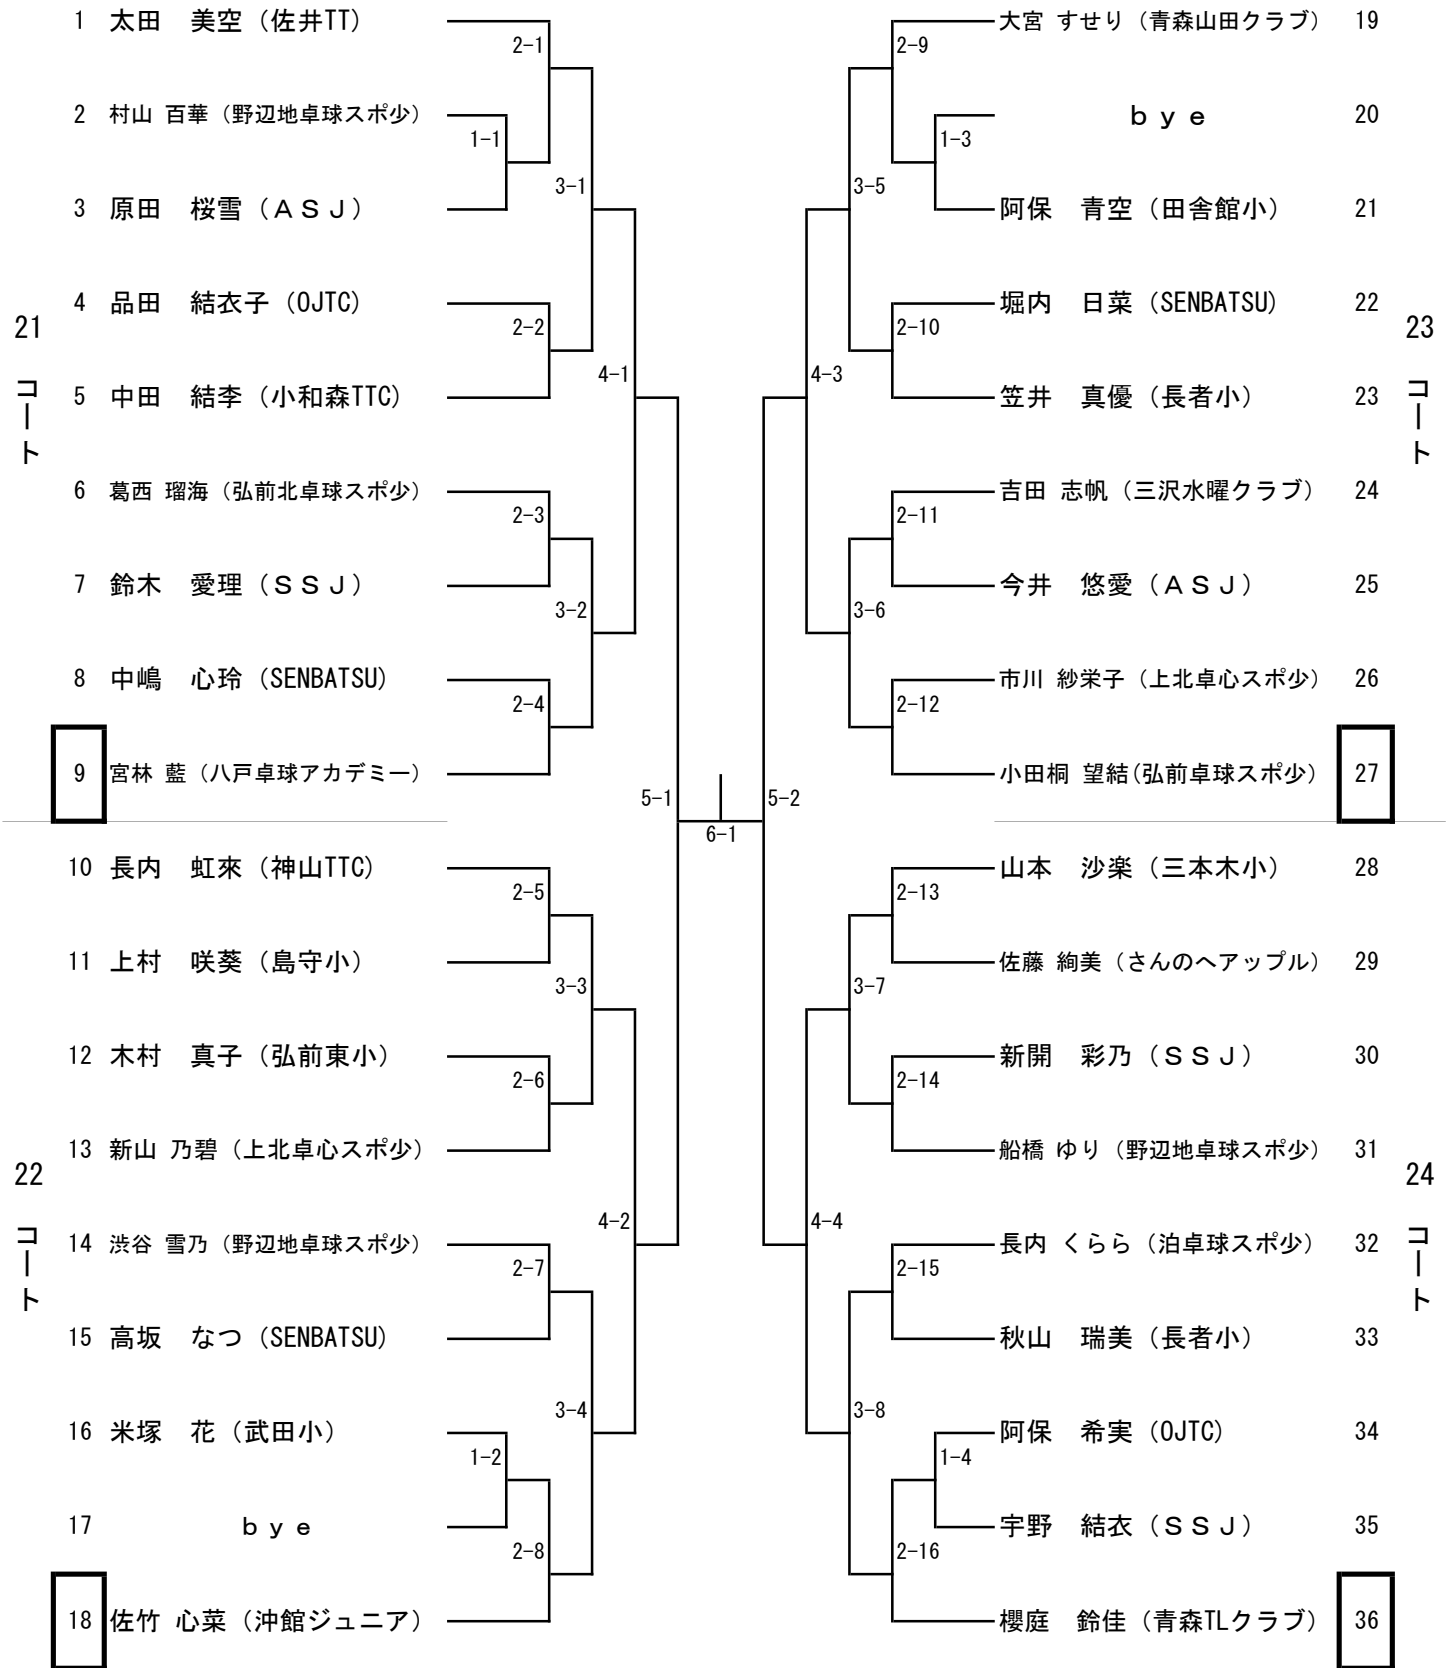 1 太田 美空（佐井TT）
2-1
2 村山 百華（野辺地卓球スポ少）
1-1
3 原田 桜雪（ＡＳＪ）
3-1
4 品田 結衣子（OJTC）
2-2
21 コート
4-1
5 中田 結李（小和森TTC）
6 葛西 瑠海（弘前北卓球スポ少）
2-3
7 鈴木 愛理（ＳＳＪ）
3-2
8 中嶋 心玲（SENBATSU）
2-4
9 宮林 藍（八戸卓球アカデミー）
5-1
10 長内 虹來（神山TTC）
2-5
11 上村 咲葵（島守小）
3-3
12 木村 真子（弘前東小）
2-6
13 新山 乃碧（上北卓心スポ少）
22 コート
4-2
14 渋谷 雪乃（野辺地卓球スポ少）
2-7
15 高坂 なつ（SENBATSU）
3-4
16 米塚 花（武田小）
1-2
17 ｂｙｅ
2-8
18 佐竹 心菜（沖館ジュニア）
6-1
大宮 すせり（青森山田クラブ） 19
2-9
ｂｙｅ 20
1-3
3-5
阿保 青空（田舎館小） 21
堀内 日菜（SENBATSU） 22
2-10
23 コート
4-3
笠井 真優（長者小） 23
吉田 志帆（三沢水曜クラブ） 24
2-11
今井 悠愛（ＡＳＪ） 25
3-6
市川 紗栄子（上北卓心スポ少） 26
2-12
小田桐 望結(弘前卓球スポ少） 27
5-2
山本 沙楽（三本木小） 28
2-13
佐藤 絢美（さんのへアップル） 29
3-7
新開 彩乃（ＳＳＪ） 30
2-14
船橋 ゆり（野辺地卓球スポ少） 31
24 コート
4-4
長内 くらら（泊卓球スポ少） 32
2-15
秋山 瑞美（長者小） 33
3-8
阿保 希実（OJTC） 34
1-4
宇野 結衣（ＳＳＪ） 35
2-16
櫻庭 鈴佳（青森TLクラブ） 36